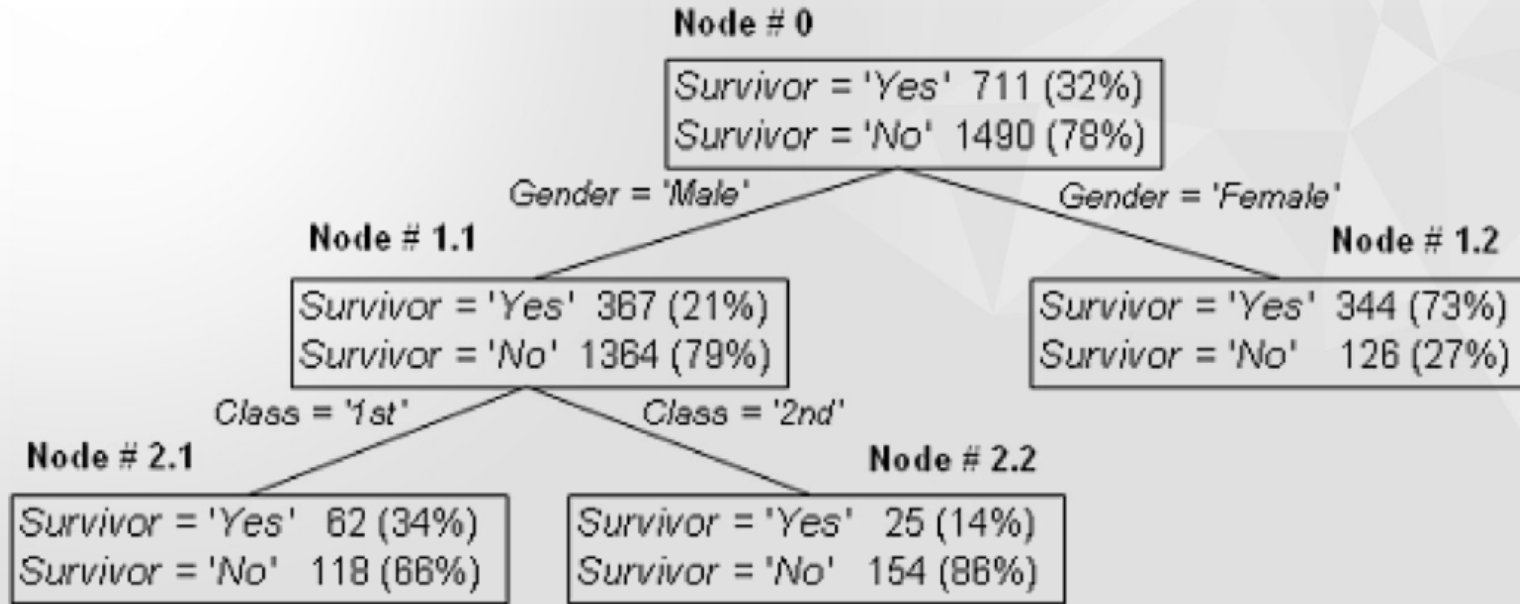 Node # 0
Survivor = 'Yes' 711 (32%)
Survivor = 'No' 1490 (78%)
Gender = 'Male'
Gender = 'Female'
Node # 1.1
Node # 1.2
Survivor = 'Yes' 367 (21%)
Survivor = 'No' 1364 (79%)
Survivor = 'Yes' 344 (73%)
Survivor = 'No' 126 (27%)
Class = '1st'
Class = '2nd'
Node # 2.1
Node # 2.2
Survivor = 'Yes' 62 (34%)
Survivor = 'No' 118 (66%)
Survivor = 'Yes' 25 (14%)
Survivor = 'No' 154 (86%)